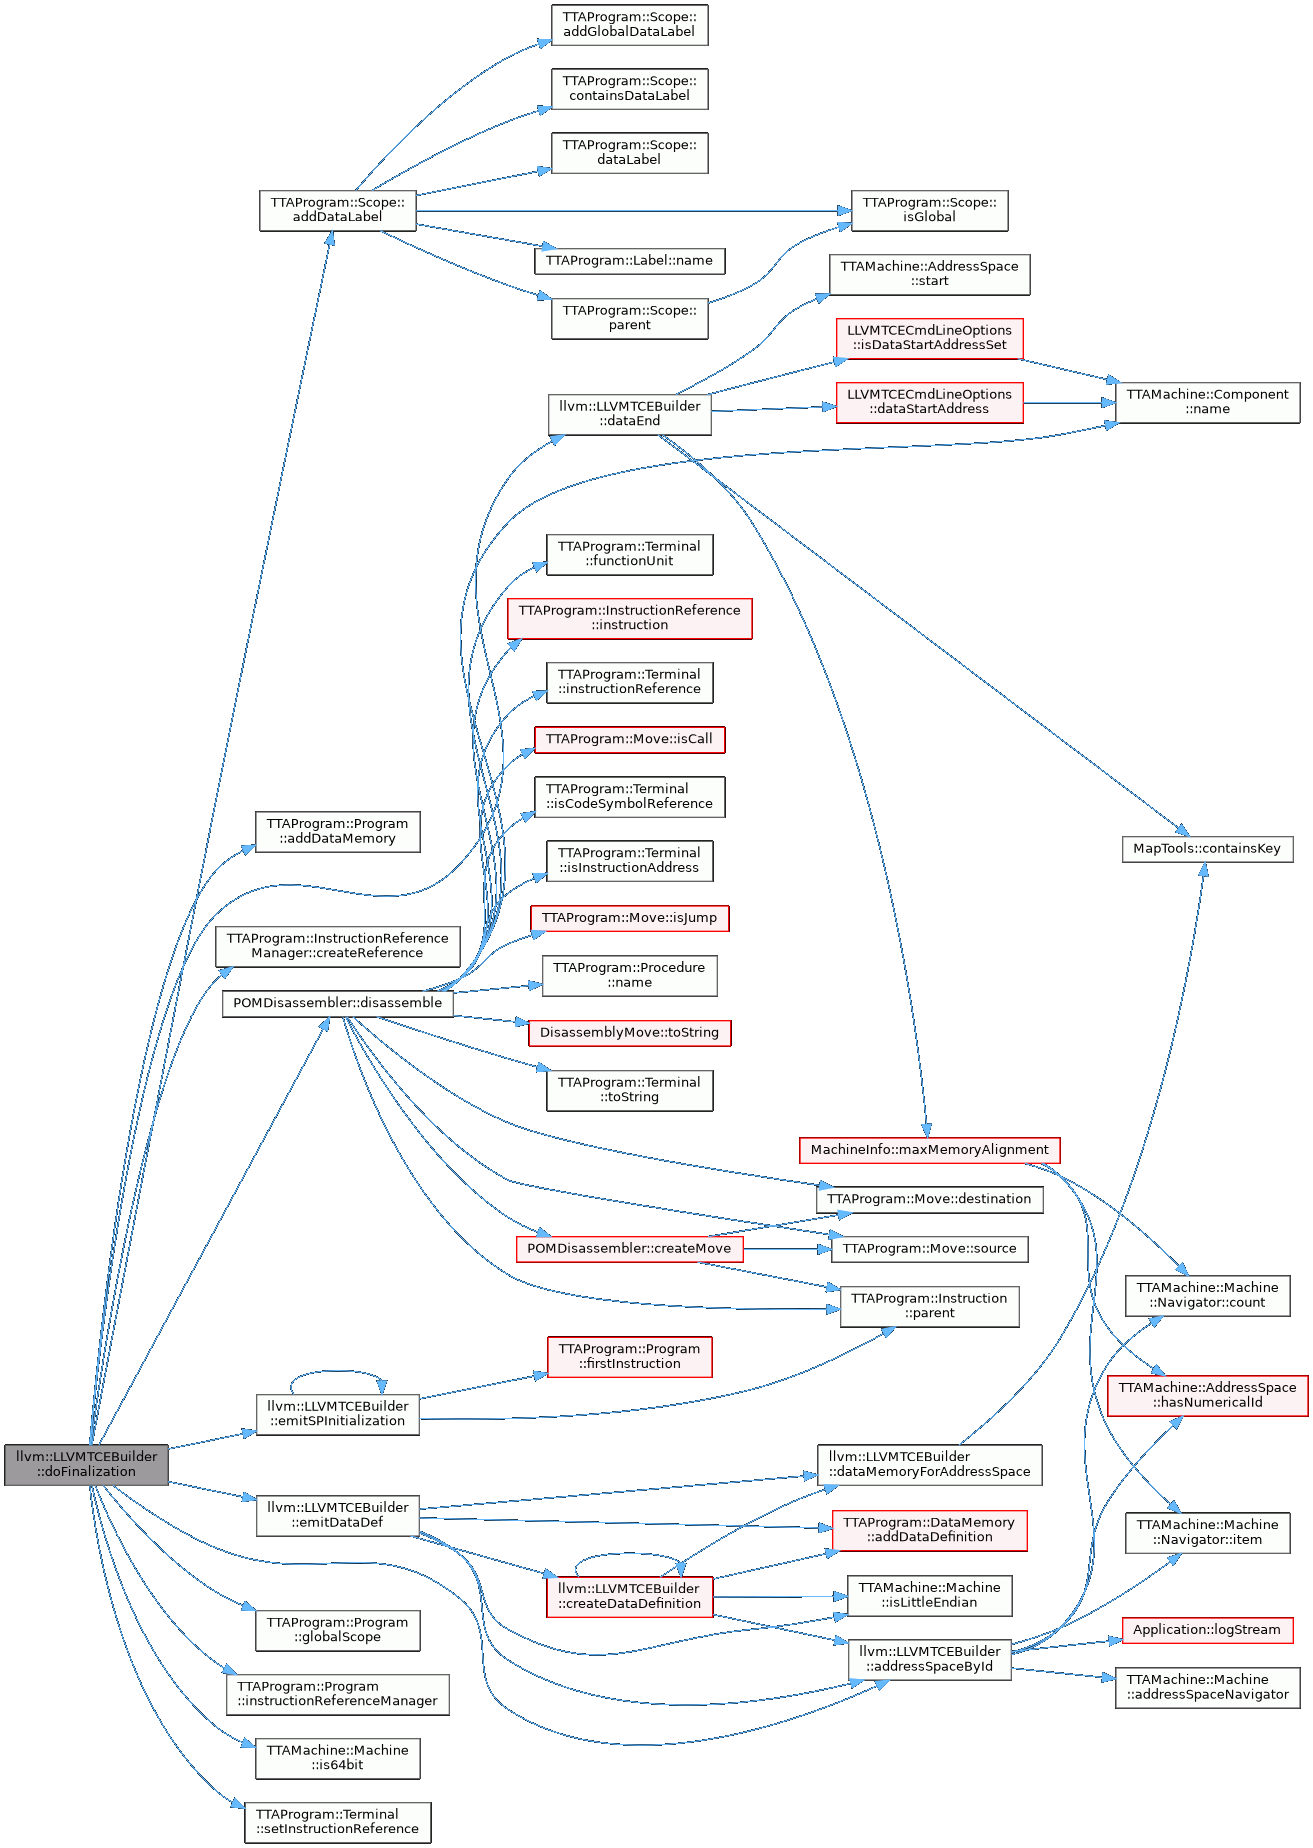 TTAProgram::Scope::
addGlobalDataLabel
TTAProgram::Scope::
containsDataLabel
TTAProgram::Scope::
dataLabel
TTAProgram::Scope::
addDataLabel
TTAProgram::Scope::
isGlobal
TTAProgram::Label::name
TTAMachine::AddressSpace
::start
TTAProgram::Scope::
parent
LLVMTCECmdLineOptions
::isDataStartAddressSet
LLVMTCECmdLineOptions
::dataStartAddress
TTAMachine::Component
::name
llvm::LLVMTCEBuilder
::dataEnd
TTAProgram::Terminal
::functionUnit
TTAProgram::InstructionReference
::instruction
TTAProgram::Terminal
::instructionReference
TTAProgram::Move::isCall
TTAProgram::Terminal
::isCodeSymbolReference
TTAProgram::Program
::addDataMemory
MapTools::containsKey
TTAProgram::Terminal
::isInstructionAddress
TTAProgram::Move::isJump
TTAProgram::InstructionReference
Manager::createReference
TTAProgram::Procedure
::name
POMDisassembler::disassemble
DisassemblyMove::toString
TTAProgram::Terminal
::toString
MachineInfo::maxMemoryAlignment
TTAProgram::Move::destination
POMDisassembler::createMove
TTAProgram::Move::source
TTAProgram::Instruction
::parent
TTAMachine::Machine
::Navigator::count
TTAProgram::Program
::firstInstruction
llvm::LLVMTCEBuilder
::emitSPInitialization
TTAMachine::AddressSpace
::hasNumericalId
llvm::LLVMTCEBuilder
::doFinalization
llvm::LLVMTCEBuilder
::dataMemoryForAddressSpace
llvm::LLVMTCEBuilder
::emitDataDef
TTAProgram::DataMemory
::addDataDefinition
TTAMachine::Machine
::Navigator::item
llvm::LLVMTCEBuilder
::createDataDefinition
TTAMachine::Machine
::isLittleEndian
TTAProgram::Program
::globalScope
Application::logStream
llvm::LLVMTCEBuilder
::addressSpaceById
TTAMachine::Machine
::addressSpaceNavigator
TTAProgram::Program
::instructionReferenceManager
TTAMachine::Machine
::is64bit
TTAProgram::Terminal
::setInstructionReference